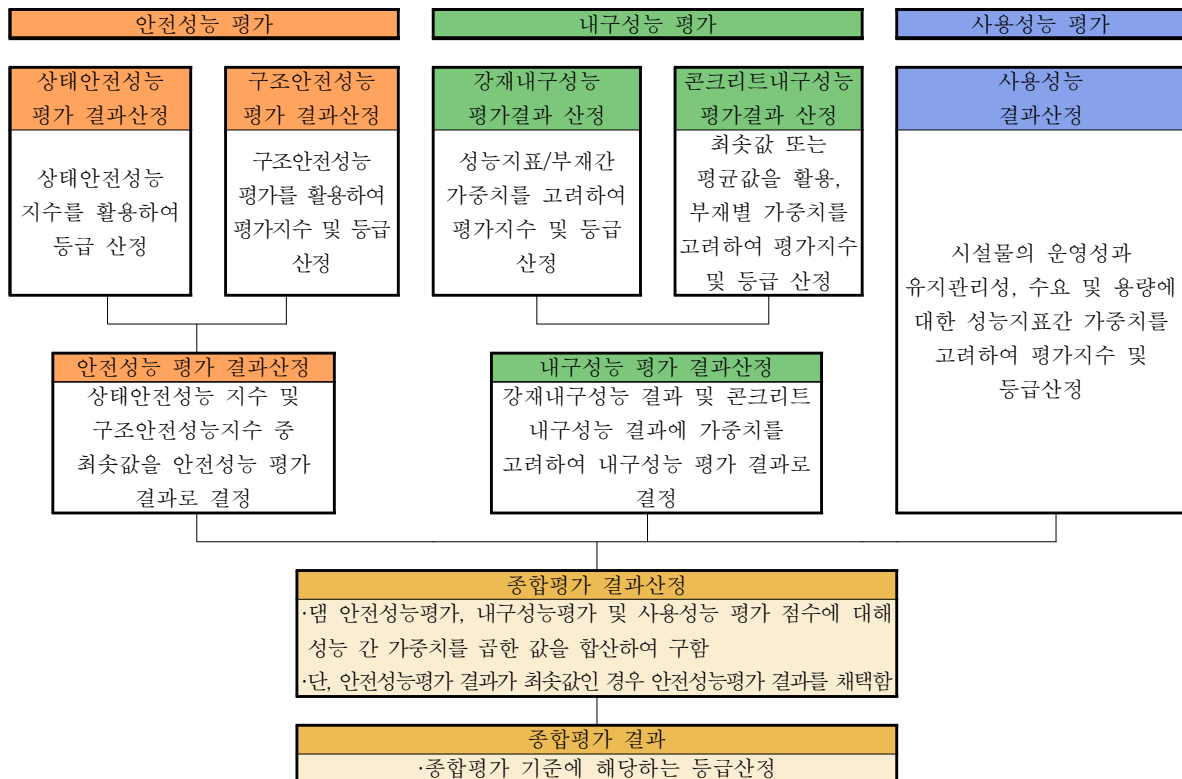 안전성능 평가
내구성능 평가
사용성능 평가
상태안전성능
평가 결과산정
상태안전성능
지수를 활용하여
등급 산정
구조안전성능
평가 결과산정
구조안전성능
평가를 활용하여
평가지수 및 등급
산정
강재내구성능
평가결과 산정
성능지표/부재간
가중치를 고려하여
평가지수 및 등급
산정
콘크리트내구성능
평가결과 산정
최솟값 또는
평균값을 활용,
부재별 가중치를
고려하여 평가지수
및 등급 산정
사용성능
결과산정
시설물의 운영성과
유지관리성, 수요 및 용량에
대한 성능지표간 가중치를
고려하여 평가지수 및
등급산정
안전성능 평가 결과산정
상태안전성능 지수 및
구조안전성능지수 중
최솟값을 안전성능 평가
결과로 결정
내구성능 평가 결과산정
강재내구성능 결과 및 콘크리트
내구성능 결과에 가중치를
고려하여 내구성능 평가 결과로
결정
종합평가 결과산정
·댐 안전성능평가, 내구성능평가 및 사용성능 평가 점수에 대해
성능 간 가중치를 곱한 값을 합산하여 구함
·단, 안전성능평가 결과가 최솟값인 경우 안전성능평가 결과를 채택함
종합평가 결과
·종합평가 기준에 해당하는 등급산정